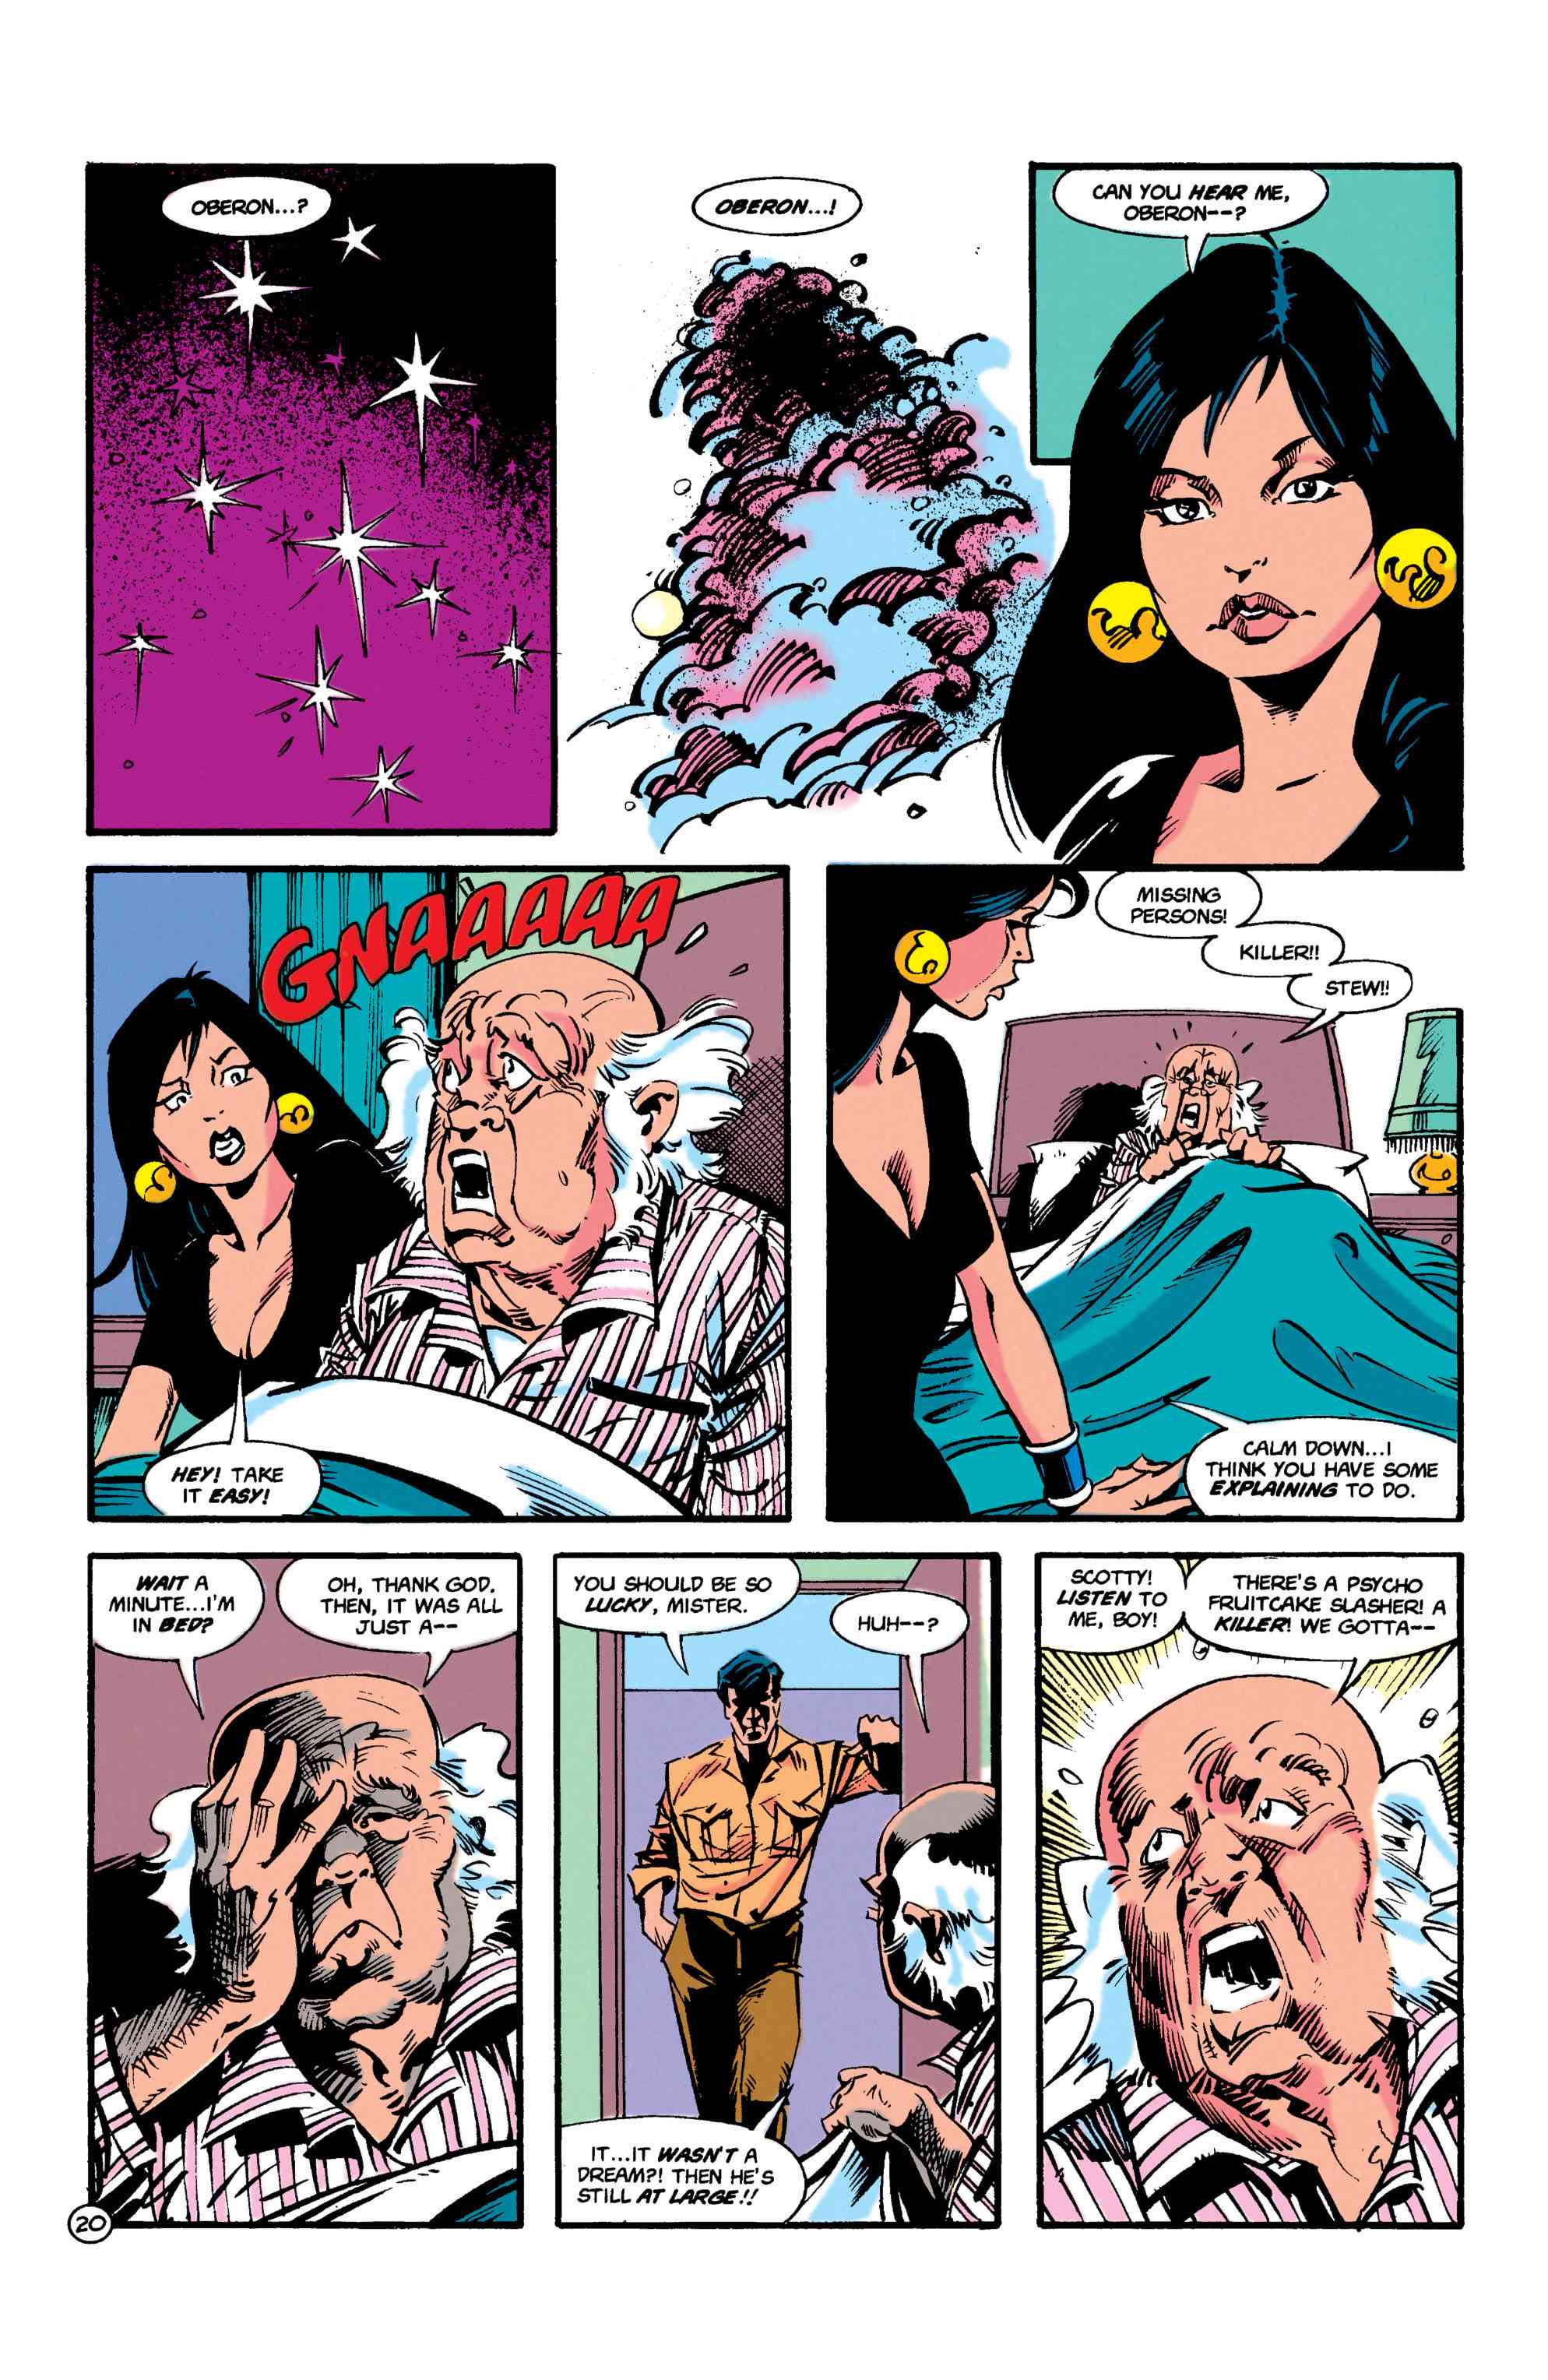 OBERON...?
OBERON...!
CAN YOU HEAR ME,
OBERON--?
GNAAAAAA
HEY! TAKE
IT EASY!
MISSING
PERSONS!
KILLER!!
STEW!!
CALM DOWN...I
THINK YOU HAVE SOME
EXPLAINING TO DO.
WAIT A
MINUTE...I'M
IN BED?
OH, THANK GOD.
THEN, IT WAS ALL
JUST A--
YOU SHOULD BE SO
LUCKY, MISTER.
HUH--?
IT...IT WASN'T A
DREAM?! THEN HE'S
STILL AT LARGE!!
SCOTTY!
LISTEN TO
ME, BOY!
THERE'S A PSYCHO
FRUITCAKE SLASHER! A
KILLER! WE GOTTA--
20